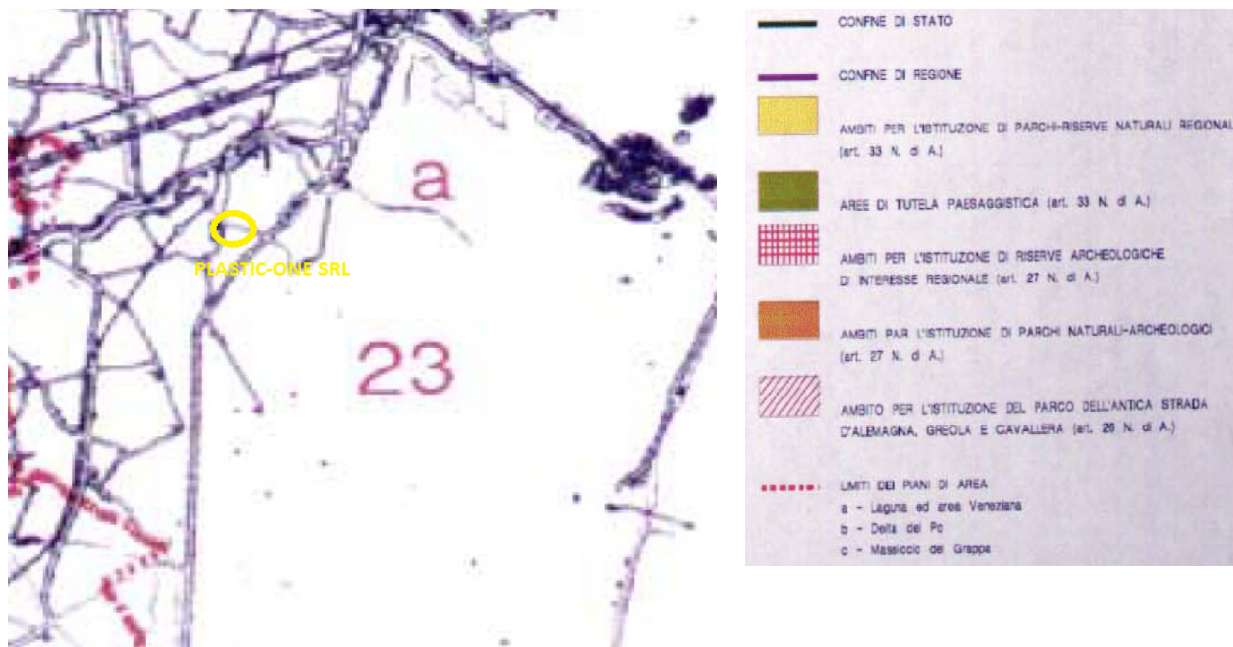 a
PLASTIC-ONE SRL
23
CONFINE DI STATO
CONFINE DI REGIONE
AMBITI PER L'ISTITUZIONE DI PARCHI-RISERVE NATURALI REGIONAL
(art. 33 N. di A.)
AREE DI TUTELA PAESAGGISTICA (art. 33 N. di A.)
AMBITI PER L'ISTITUZIONE DI RISERVE ARCHEOLOGICHE
DI INTERESSE REGIONALE (art. 27 N. di A.)
AMBITI PAR L'ISTITUZIONE DI PARCHI NATURALI-ARCHEOLOGICI
(art. 27 N. di A.)
AMBITO PER L'ISTITUZIONE DEL PARCO DELL'ANTICA STRADA
D'ALEMAGNA, GREOLA E CAVALLERA (art. 26 N. di A.)
LIMITI DEI PIANI DI AREA
a - Laguna ed area Veneziana
b - Delta del Po
c - Massiccio del Grappa